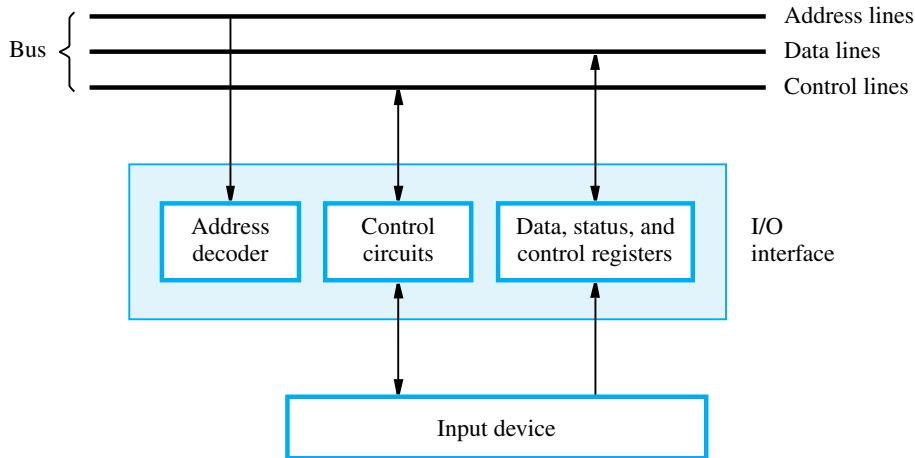 Address lines
Bus
Data lines
Control lines
Address
decoder
Control
circuits
Data, status, and
control registers
I/O
interface
Input device